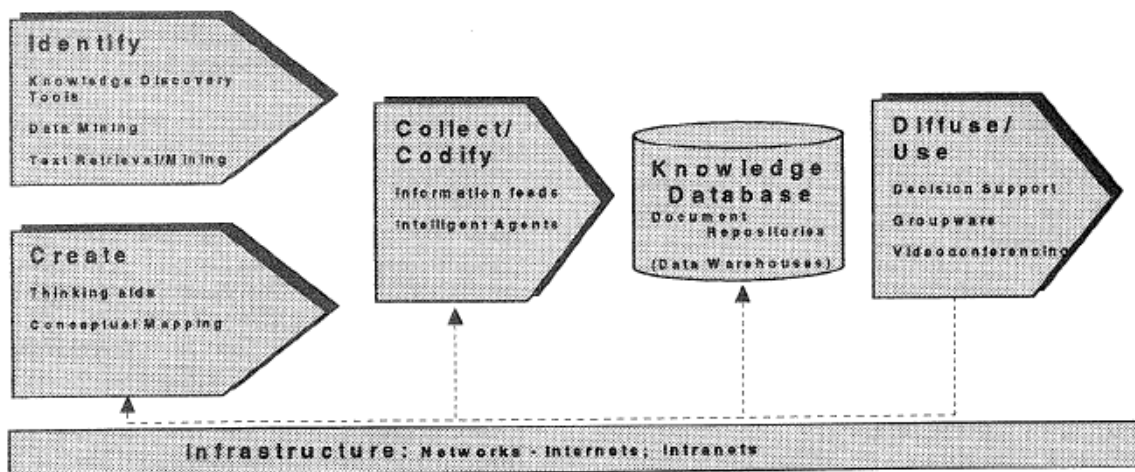 Identify
Knowledge Discovery
Tools
Data Mining
Text Retrieval/Mining
Create
Thinking aids
Conceptual Mapping
Collect/
Codify
Information feeds
Intelligent Agents
Knowledge
Database
Document
Repositories
(Data Warehouses)
Diffuse/
Use
Decision Support
Groupware
Videoconferencing
Infrastructure: Networks - Internets; Intranets